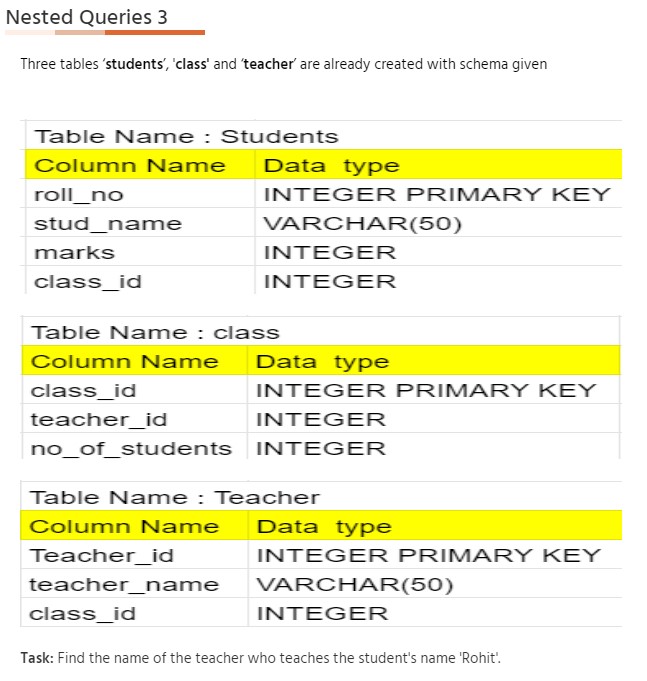 Nested Queries 3
Three tables ‘students’, 'class' and ‘teacher’ are already created with schema given
Table Name : Students
Column Name Data type
roll_no INTEGER PRIMARY KEY
stud_name VARCHAR(50)
marks INTEGER
class_id INTEGER
Table Name : class
Column Name Data type
class_id INTEGER PRIMARY KEY
teacher_id INTEGER
no_of_students INTEGER
Table Name : Teacher
Column Name Data type
Teacher_id INTEGER PRIMARY KEY
teacher_name VARCHAR(50)
class_id INTEGER
Task: Find the name of the teacher who teaches the student's name 'Rohit'.